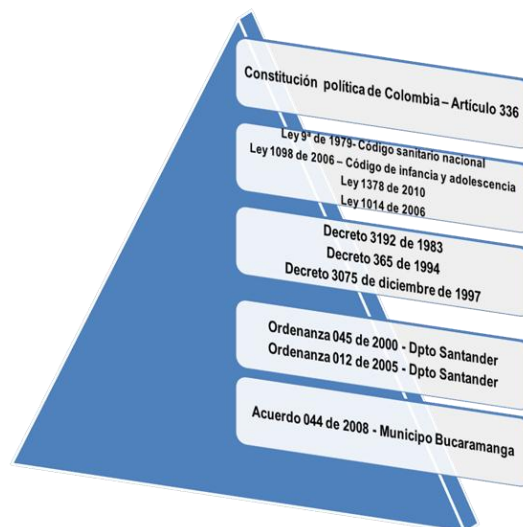 Constitución política de Colombia – Artículo 336
Ley 9ª de 1979- Código sanitario nacional
Ley 1098 de 2006 – Código de infancia y adolescencia
Ley 1378 de 2010
Ley 1014 de 2006
Decreto 3192 de 1983
Decreto 365 de 1994
Decreto 3075 de diciembre de 1997
Ordenanza 045 de 2000 - Dpto Santander
Ordenanza 012 de 2005 - Dpto Santander
Acuerdo 044 de 2008 - Municipo Bucaramanga